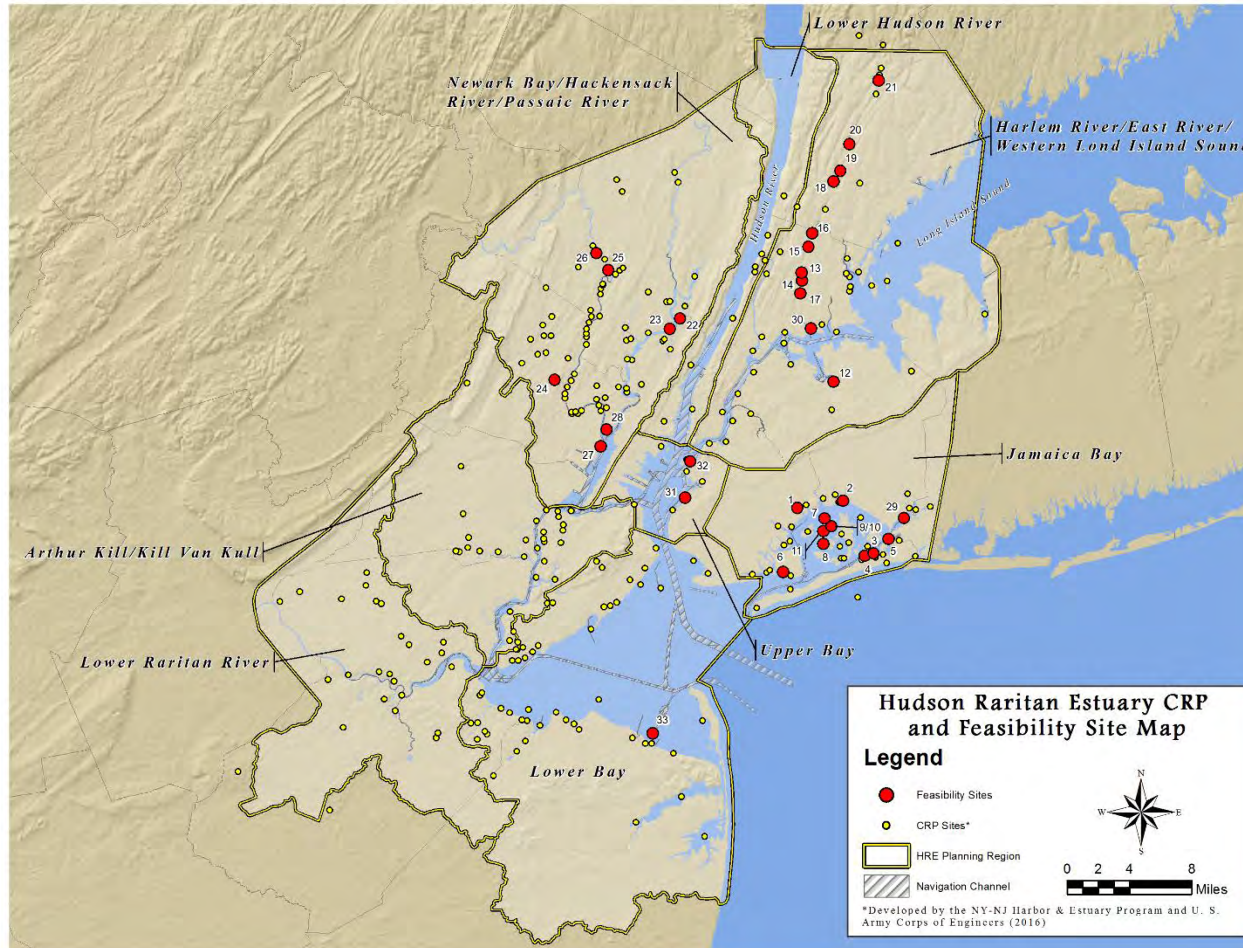 Lower Hudson River
Newark Bay/Hackensack
River/Passaic River
Harlem River/East River/
Western Lond Island Sound
Hudson River
Long Island Sound
21
20
19
18
16
15
13
14
17
30
12
26
25
23
22
24
28
27
32
31
Jamaica Bay
1
2
7
29
9/10
11
8
3
5
4
6
Arthur Kill/Kill Van Kull
Lower Raritan River
Upper Bay
33
Lower Bay
Hudson Raritan Estuary CRP
and Feasibility Site Map
Legend
Feasibility Sites
CRP Sites*
HRE Planning Region
Navigation Channel
N
W
E
S
0 2 4 8
Miles
*Developed by the NY-NJ Harbor & Estuary Program and U. S.
Army Corps of Engineers (2016)